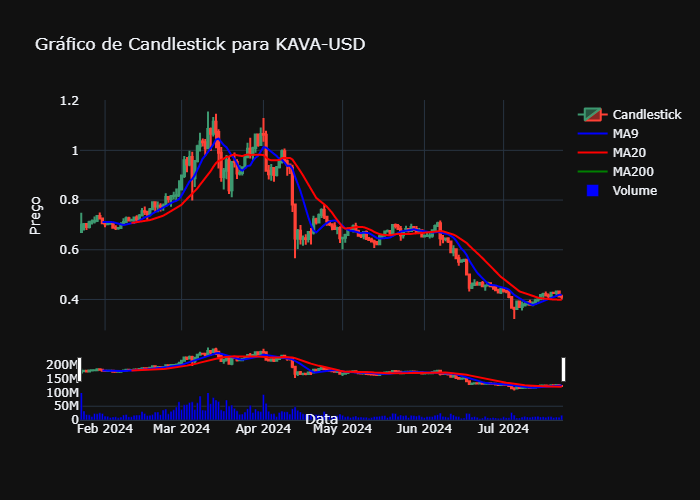 Gráfico de Candlestick para KAVA-USD
1.2
1
0.8
0.6
0.4
Preço
Candlestick
MA9
MA20
MA200
Volume
200M
150M
100M
50M
0
Feb 2024
Mar 2024
Apr 2024
May 2024
Jun 2024
Jul 2024
Data